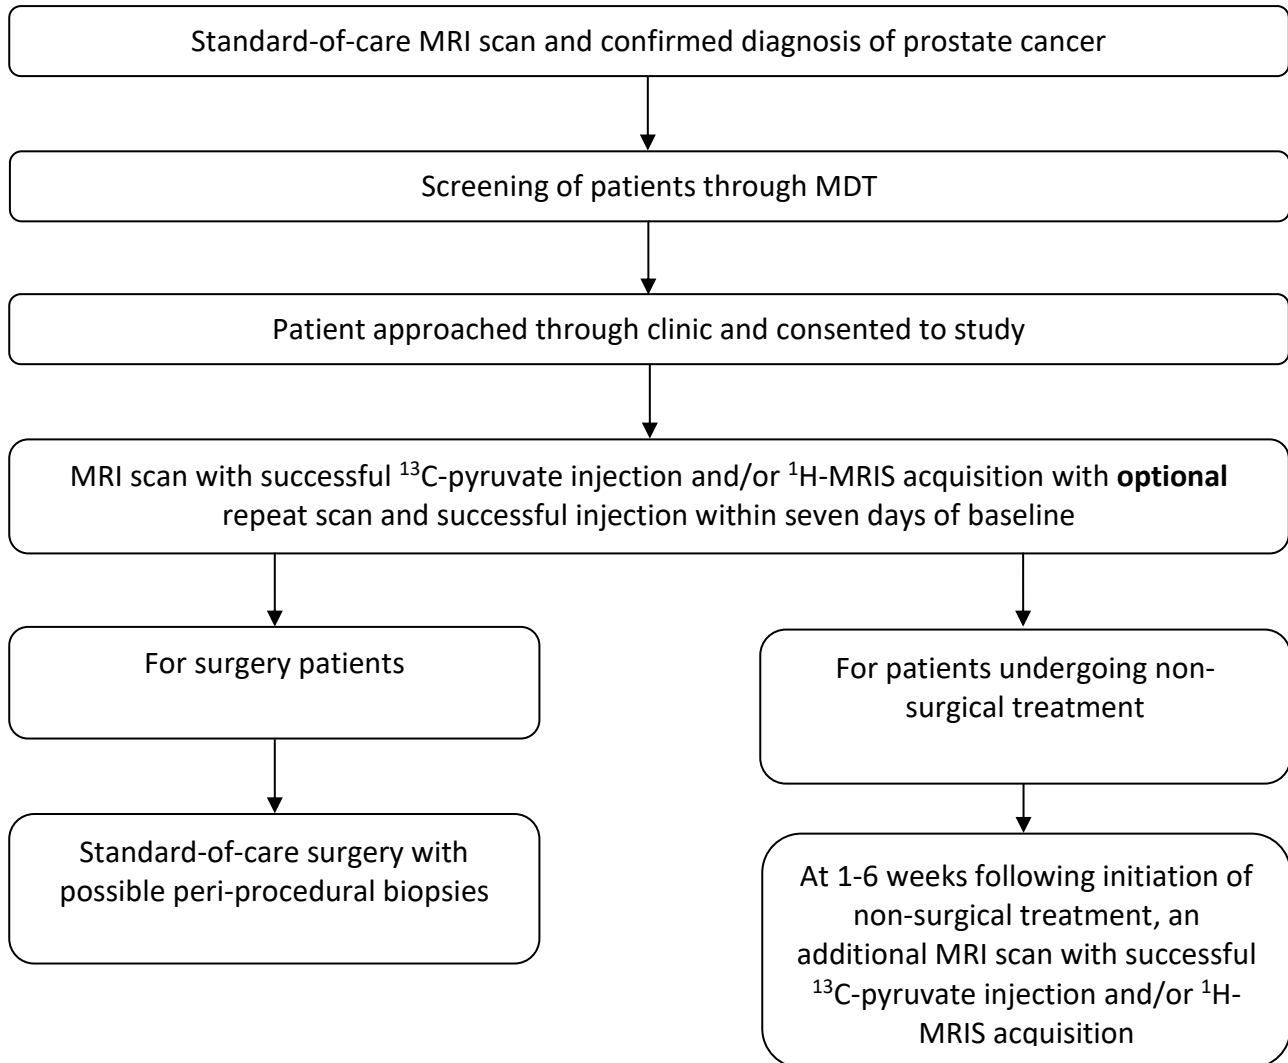 Standard-of-care MRI scan and confirmed diagnosis of prostate cancer
Screening of patients through MDT
Patient approached through clinic and consented to study
MRI scan with successful ¹³C-pyruvate injection and/or ¹H-MRIS acquisition with optional
repeat scan and successful injection within seven days of baseline
For surgery patients
Standard-of-care surgery with
possible peri-procedural biopsies
For patients undergoing non-
surgical treatment
At 1-6 weeks following initiation of
non-surgical treatment, an
additional MRI scan with successful
¹³C-pyruvate injection and/or ¹H-
MRIS acquisition